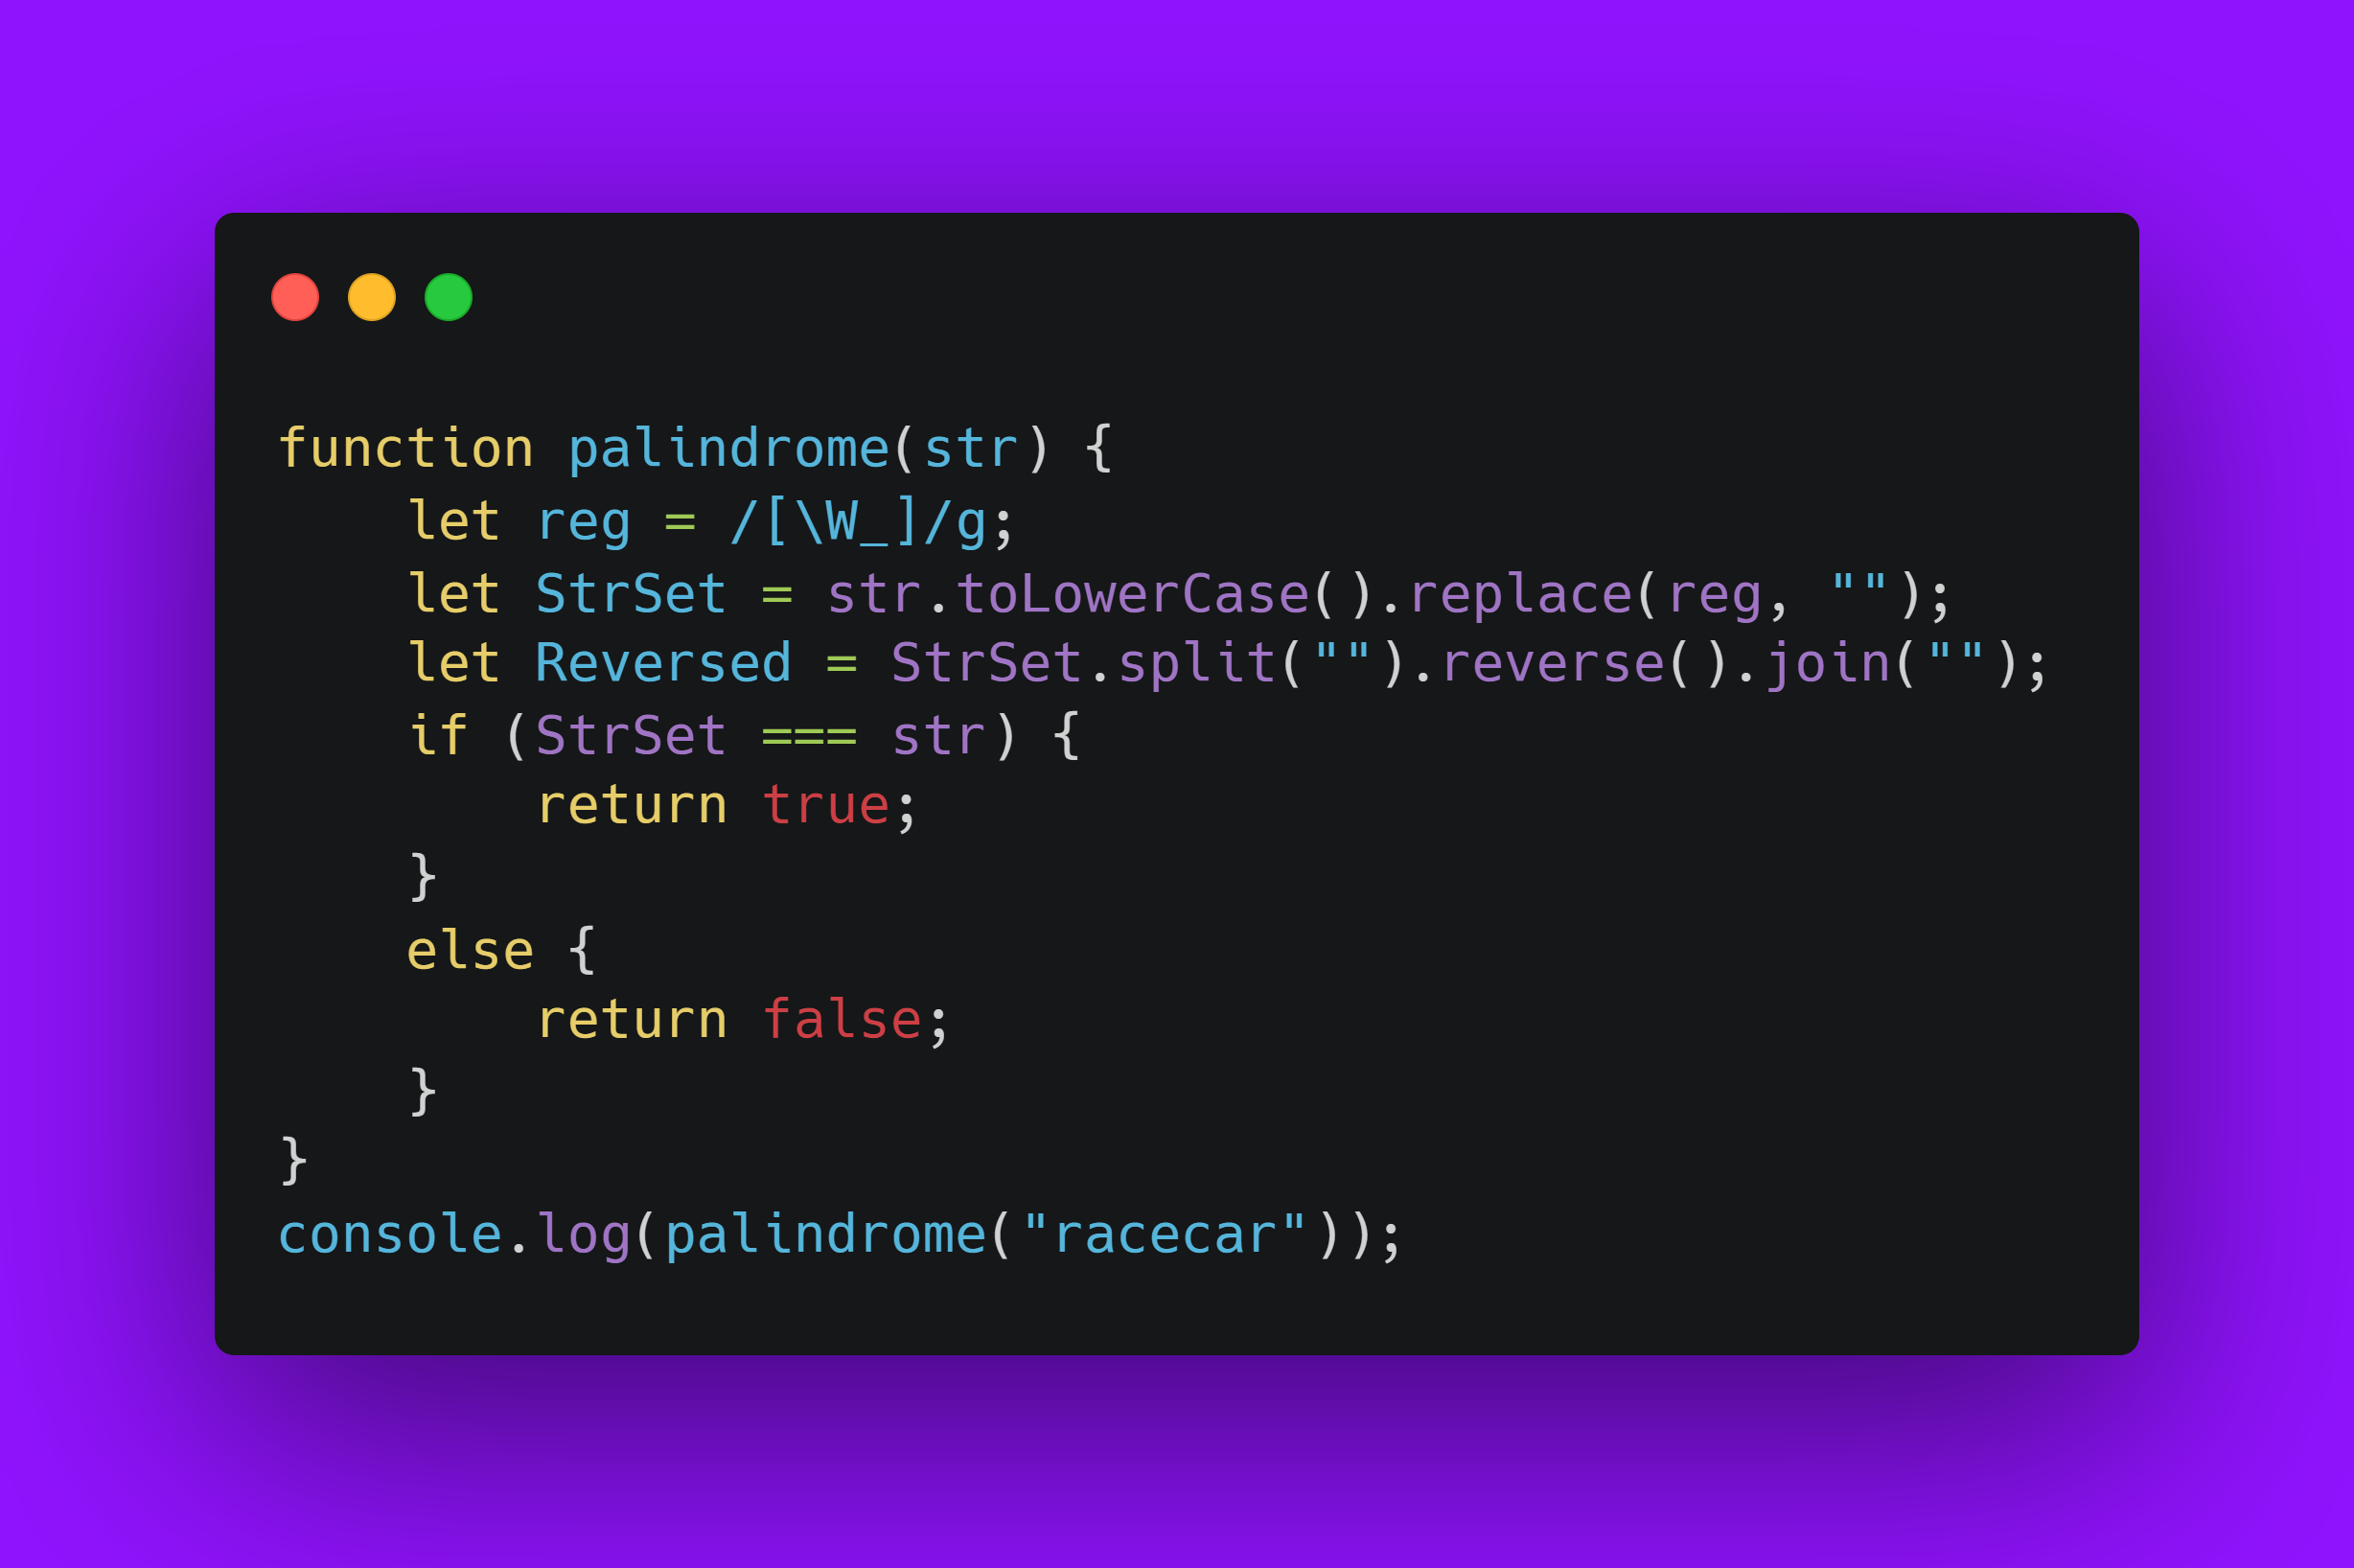 function palindrome(str) {
    let reg = /[\W_]/g;
    let StrSet = str.toLowerCase().replace(reg, "");
    let Reversed = StrSet.split("").reverse().join("");
    if (StrSet === str) {
        return true;
    }
    else {
        return false;
    }
}
console.log(palindrome("racecar"));